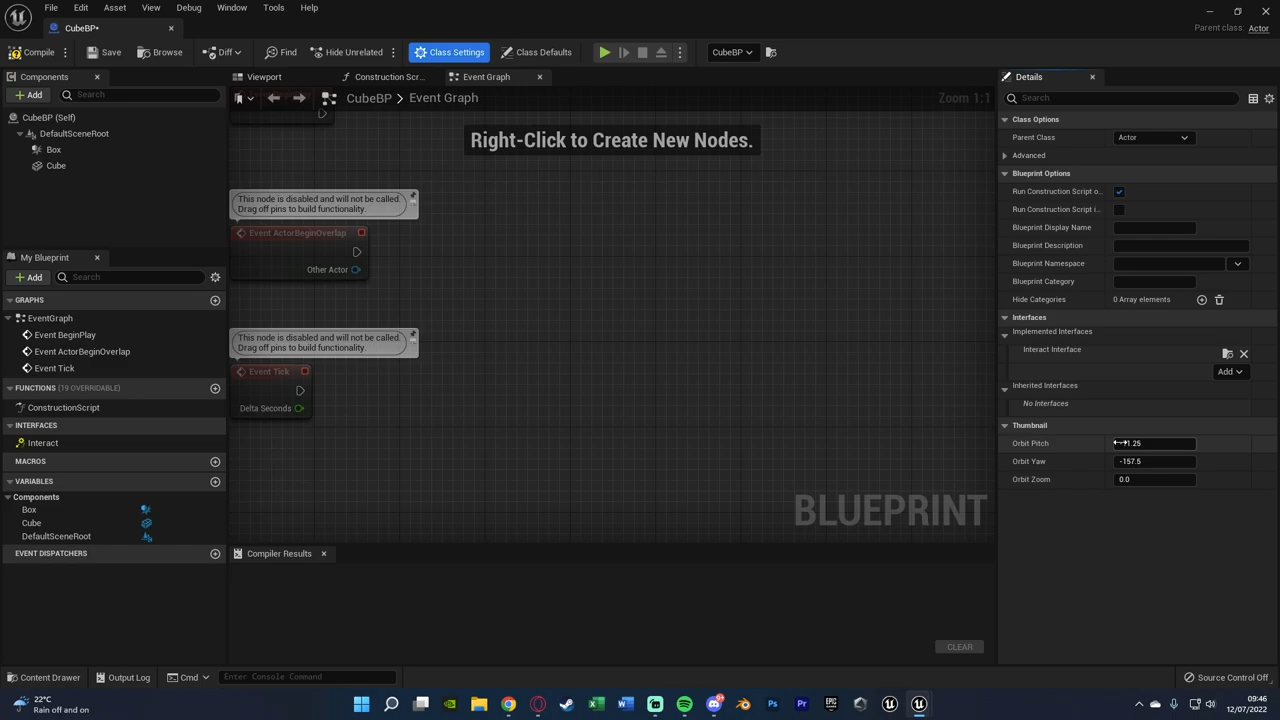 File Edit Asset View Debug Window Tools Help
CubeBP•
Parent class: Actor
Compile Save Browse Diff Find Hide Unrelated Class Settings Class Defaults CubeBP
Components
Add Search
CubeBP (Self)
DefaultSceneRoot
Box
Cube
My Blueprint
Add Search
GRAPHS
EventGraph
Event BeginPlay
Event ActorBeginOverlap
Event Tick
FUNCTIONS (19 OVERRIDABLE)
ConstructionScript
INTERFACES
Interact
MACROS
VARIABLES
Components
Box
Cube
DefaultSceneRoot
EVENT DISPATCHERS
Viewport Construction Scr... Event Graph
CubeBP > Event Graph
Zoom 1:1
Right-Click to Create New Nodes.
This node is disabled and will not be called.
Drag off pins to build functionality.
Event ActorBeginOverlap
Other Actor
This node is disabled and will not be called.
Drag off pins to build functionality.
Event Tick
Delta Seconds
BLUEPRINT
Compiler Results
CLEAR
Details
Search
Class Options
Parent Class Actor
Advanced
Blueprint Options
Run Construction Script o...
Run Construction Script i...
Blueprint Display Name
Blueprint Description
Blueprint Namespace
Blueprint Category
Hide Categories 0 Array elements
Interfaces
Implemented Interfaces
Interact Interface
Add
Inherited Interfaces
No Interfaces
Thumbnail
Orbit Pitch 1.25
Orbit Yaw -157.5
Orbit Zoom 0.0
Content Drawer Output Log Cmd Enter Console Command Source Control Off
22°C
Rain off and on
09:46
12/07/2022